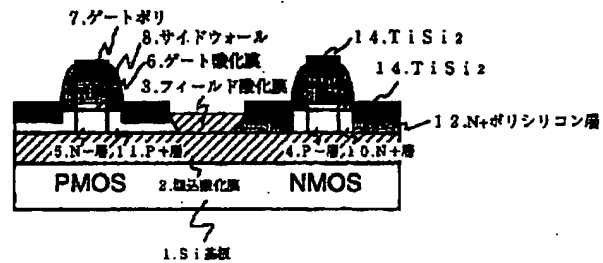 7.ゲートポリ
8.サイドウォール
6.ゲート酸化膜
3.フィールド酸化膜
14.TiSi2
14.TiSi2
12.N+ポリシリコン層
5.N-層 11.P+層 4.P-層 10.N+層
PMOS 2.埋込酸化膜 NMOS
1.Si基板